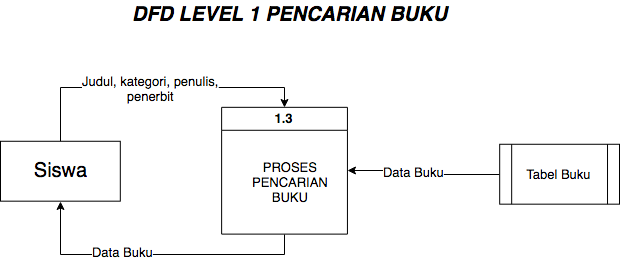 DFD LEVEL 1 PENCARIAN BUKU
Judul, kategori, penulis,
penerbit
1.3
Siswa
PROSES
PENCARIAN
BUKU
Data Buku
Tabel Buku
Data Buku